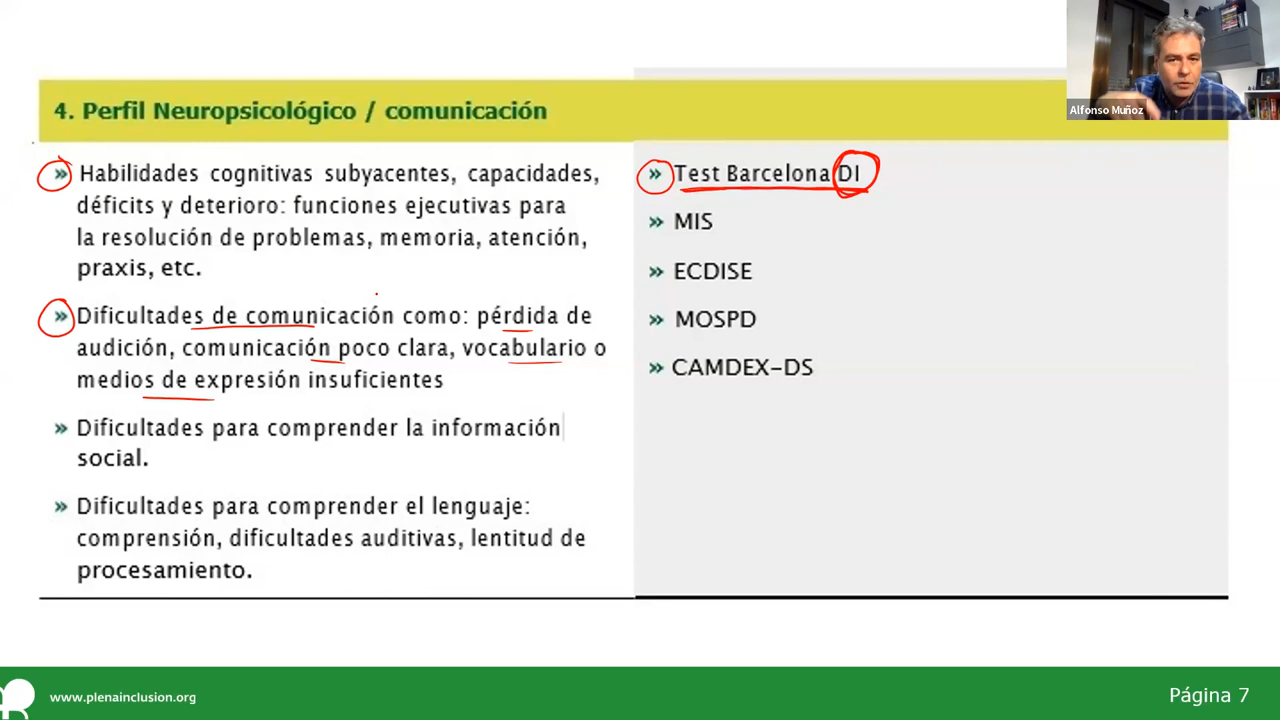 Alfonso Muñoz
4. Perfil Neuropsicológico / comunicación
» Habilidades cognitivas subyacentes, capacidades,
déficits y deterioro: funciones ejecutivas para
la resolución de problemas, memoria, atención,
praxis, etc.
» Dificultades de comunicación como: pérdida de
audición, comunicación poco clara, vocabulario o
medios de expresión insuficientes
» Dificultades para comprender la información
social.
» Dificultades para comprender el lenguaje:
comprensión, dificultades auditivas, lentitud de
procesamiento.
» Test Barcelona DI
» MIS
» ECDISE
» MOSPD
» CAMDEX-DS
www.plenainclusion.org
Página 7